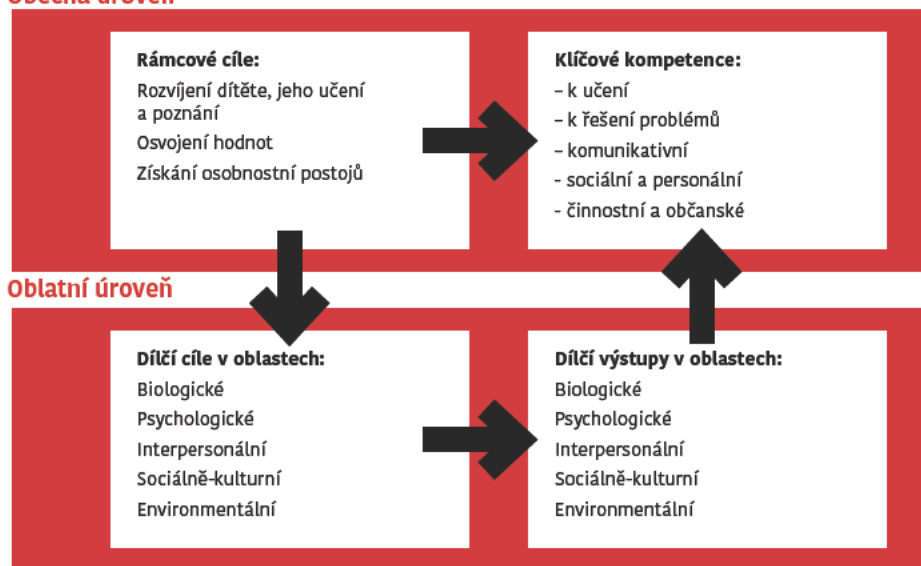 Obecná úroveň
Rámcové cíle:
Rozvíjení dítěte, jeho učení
a poznání
Osvojení hodnot
Získání osobnostní postojů
Klíčové kompetence:
– k učení
– k řešení problémů
– komunikativní
- sociální a personální
- činnostní a občanské
Oblatní úroveň
Dílčí cíle v oblastech:
Biologické
Psychologické
Interpersonální
Sociálně-kulturní
Environmentální
Dílčí výstupy v oblastech:
Biologické
Psychologické
Interpersonální
Sociálně-kulturní
Environmentální